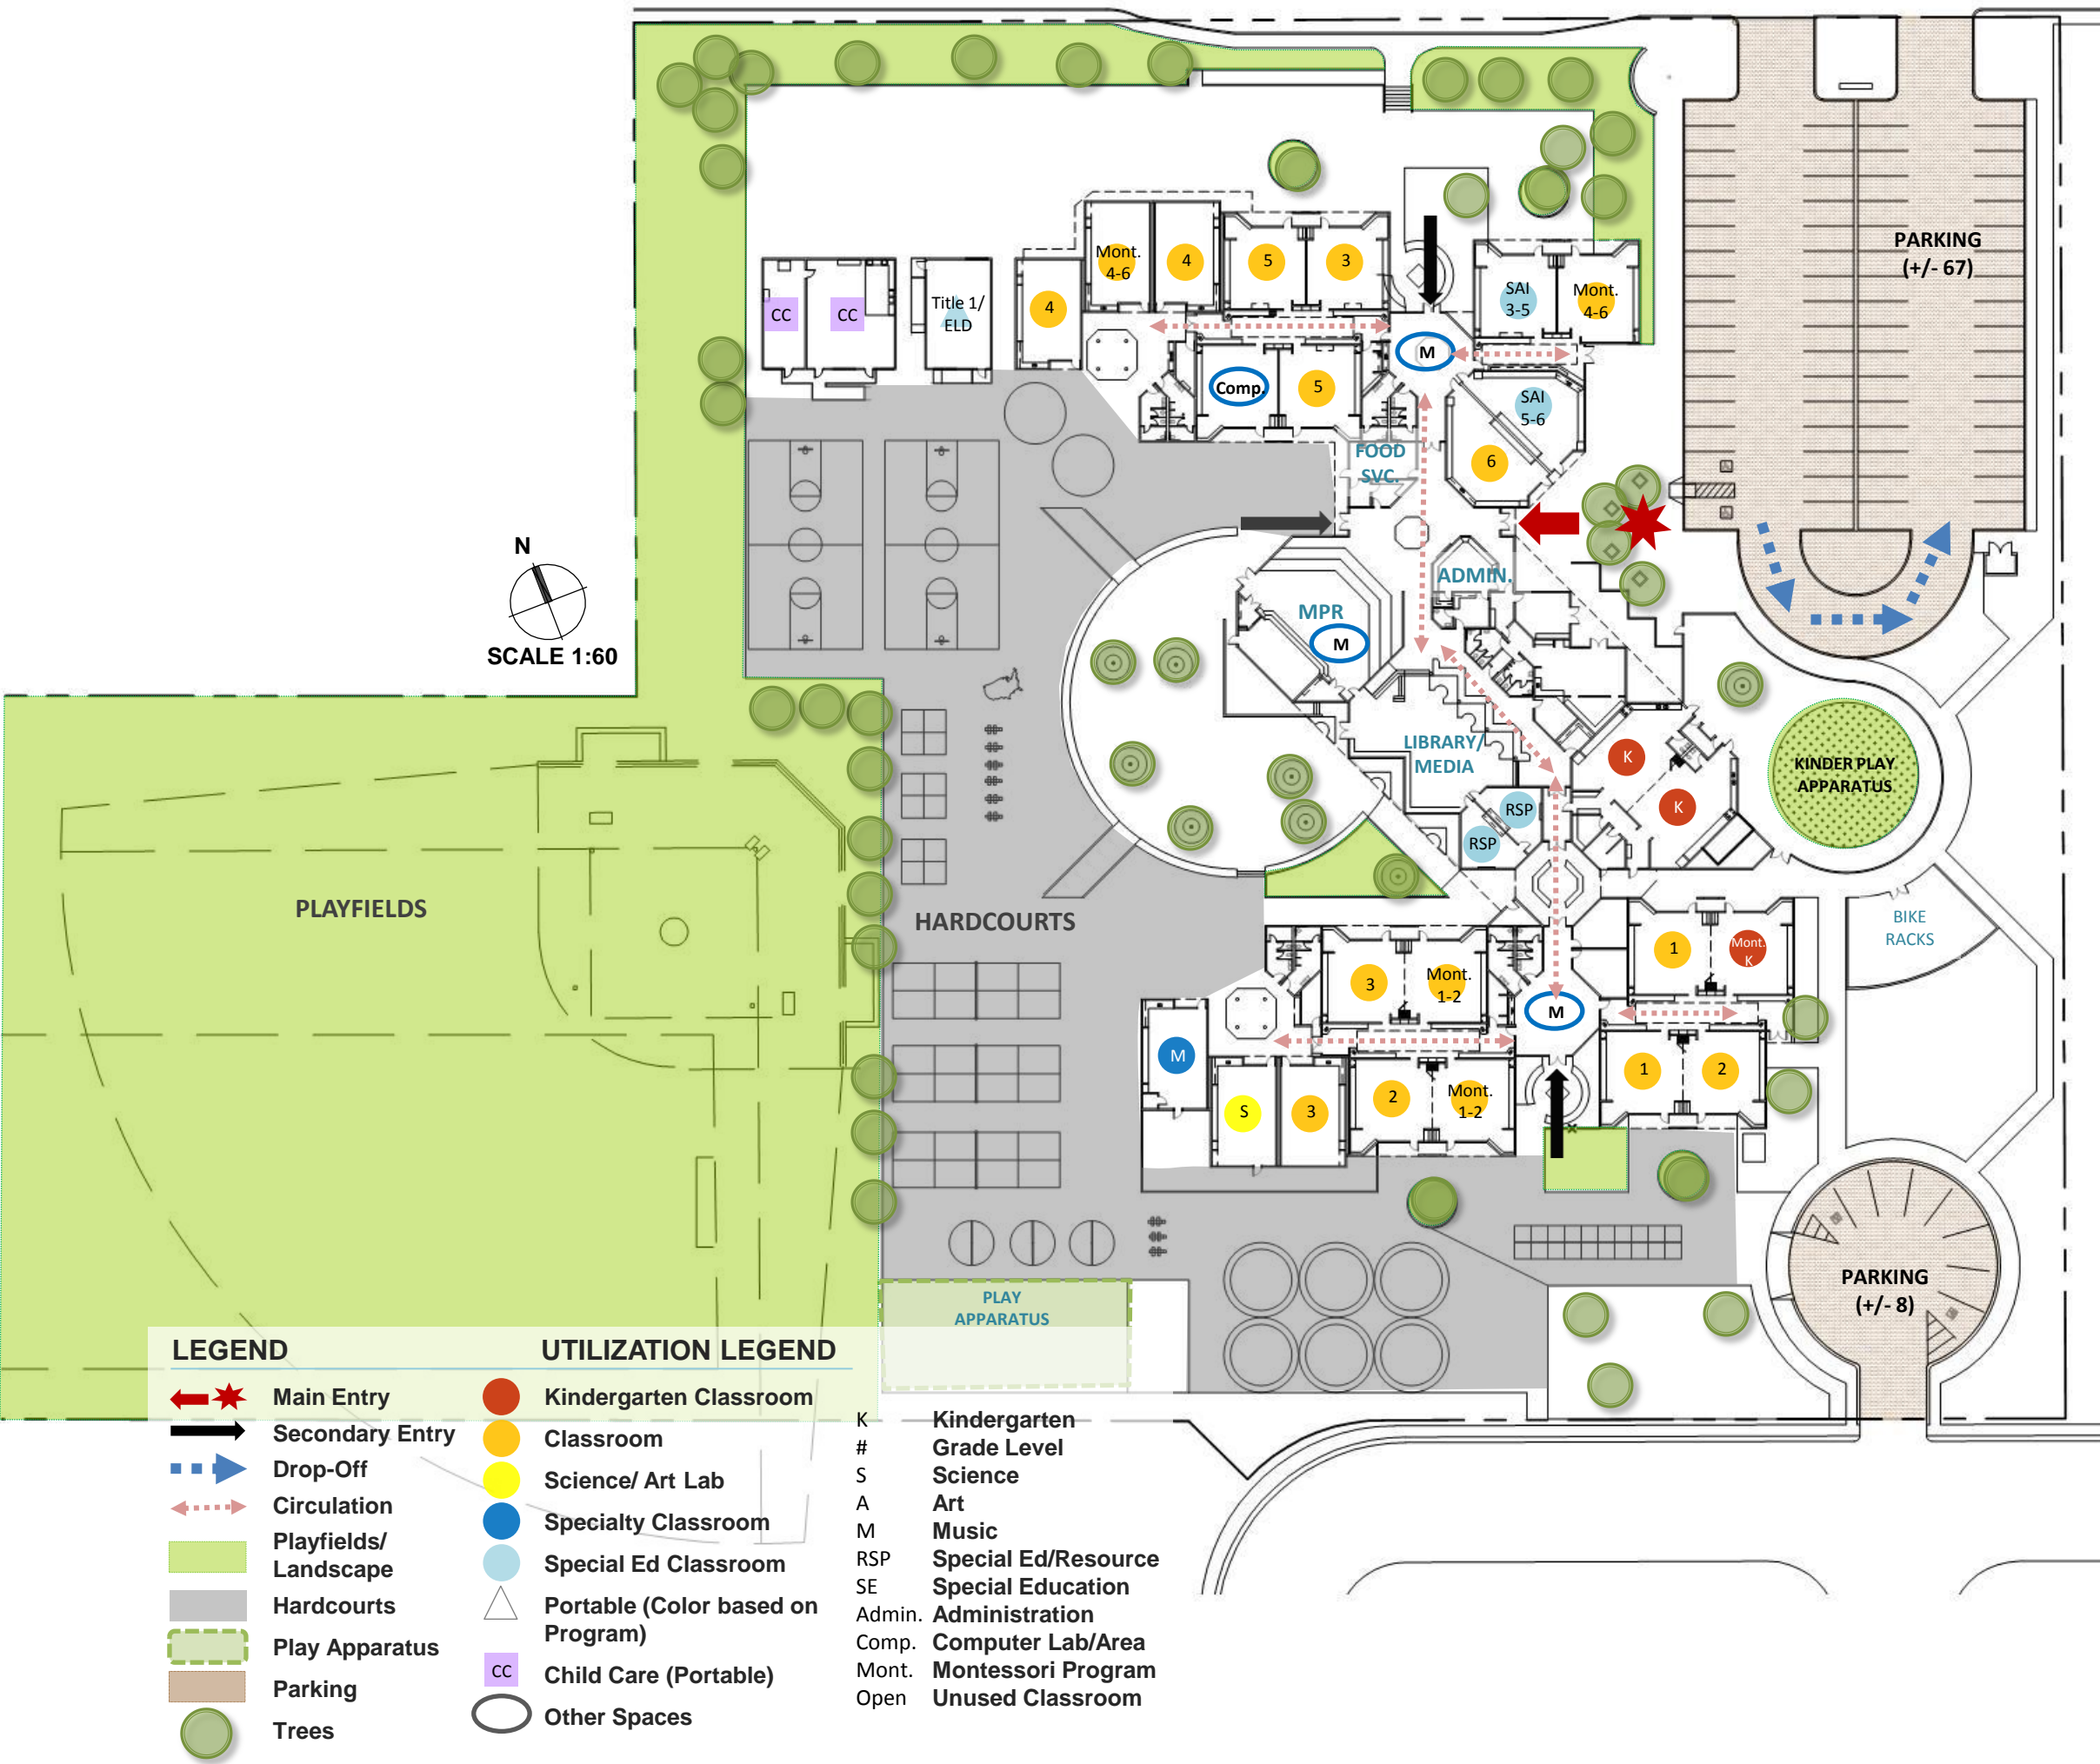 PARKING
(+/- 67)
Mont.
4-6
4
5
3
SAI
3-5
Mont.
4-6
CC
CC
Title 1/
ELD
4
M
Comp.
5
SAI
5-6
FOOD
SVC.
6
N
SCALE 1:60
ADMIN.
MPR
M
LIBRARY/
MEDIA
K
K
KINDER PLAY
APPARATUS
RSP
RSP
PLAYFIELDS
HARDCOURTS
BIKE
RACKS
1
Mont.
K
3
Mont.
1-2
M
M
1
2
S
3
2
Mont.
1-2
PARKING
(+/- 8)
PLAY
APPARATUS
LEGEND
Main Entry
Secondary Entry
Drop-Off
Circulation
Playfields/
Landscape
Hardcourts
Play Apparatus
Parking
Trees
UTILIZATION LEGEND
Kindergarten Classroom
Classroom
Science/ Art Lab
Specialty Classroom
Special Ed Classroom
Portable (Color based on
Program)
CC Child Care (Portable)
Other Spaces
K Kindergarten
# Grade Level
S Science
A Art
M Music
RSP Special Ed/Resource
SE Special Education
Admin. Administration
Comp. Computer Lab/Area
Mont. Montessori Program
Open Unused Classroom